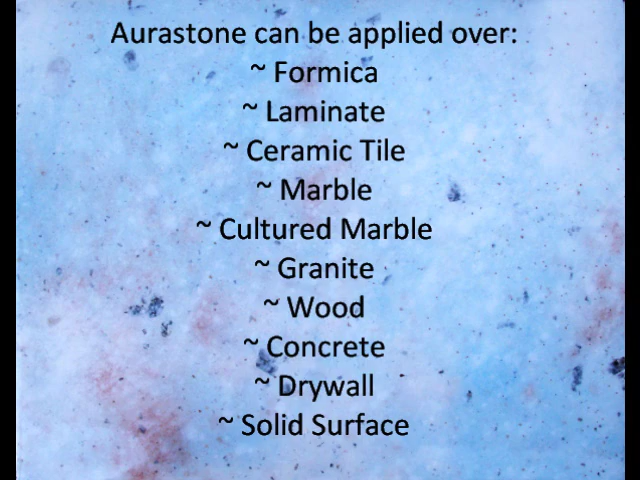 Aurastone can be applied over:
~ Formica
~ Laminate
~ Ceramic Tile
~ Marble
~ Cultured Marble
~ Granite
~ Wood
~ Concrete
~ Drywall
~ Solid Surface